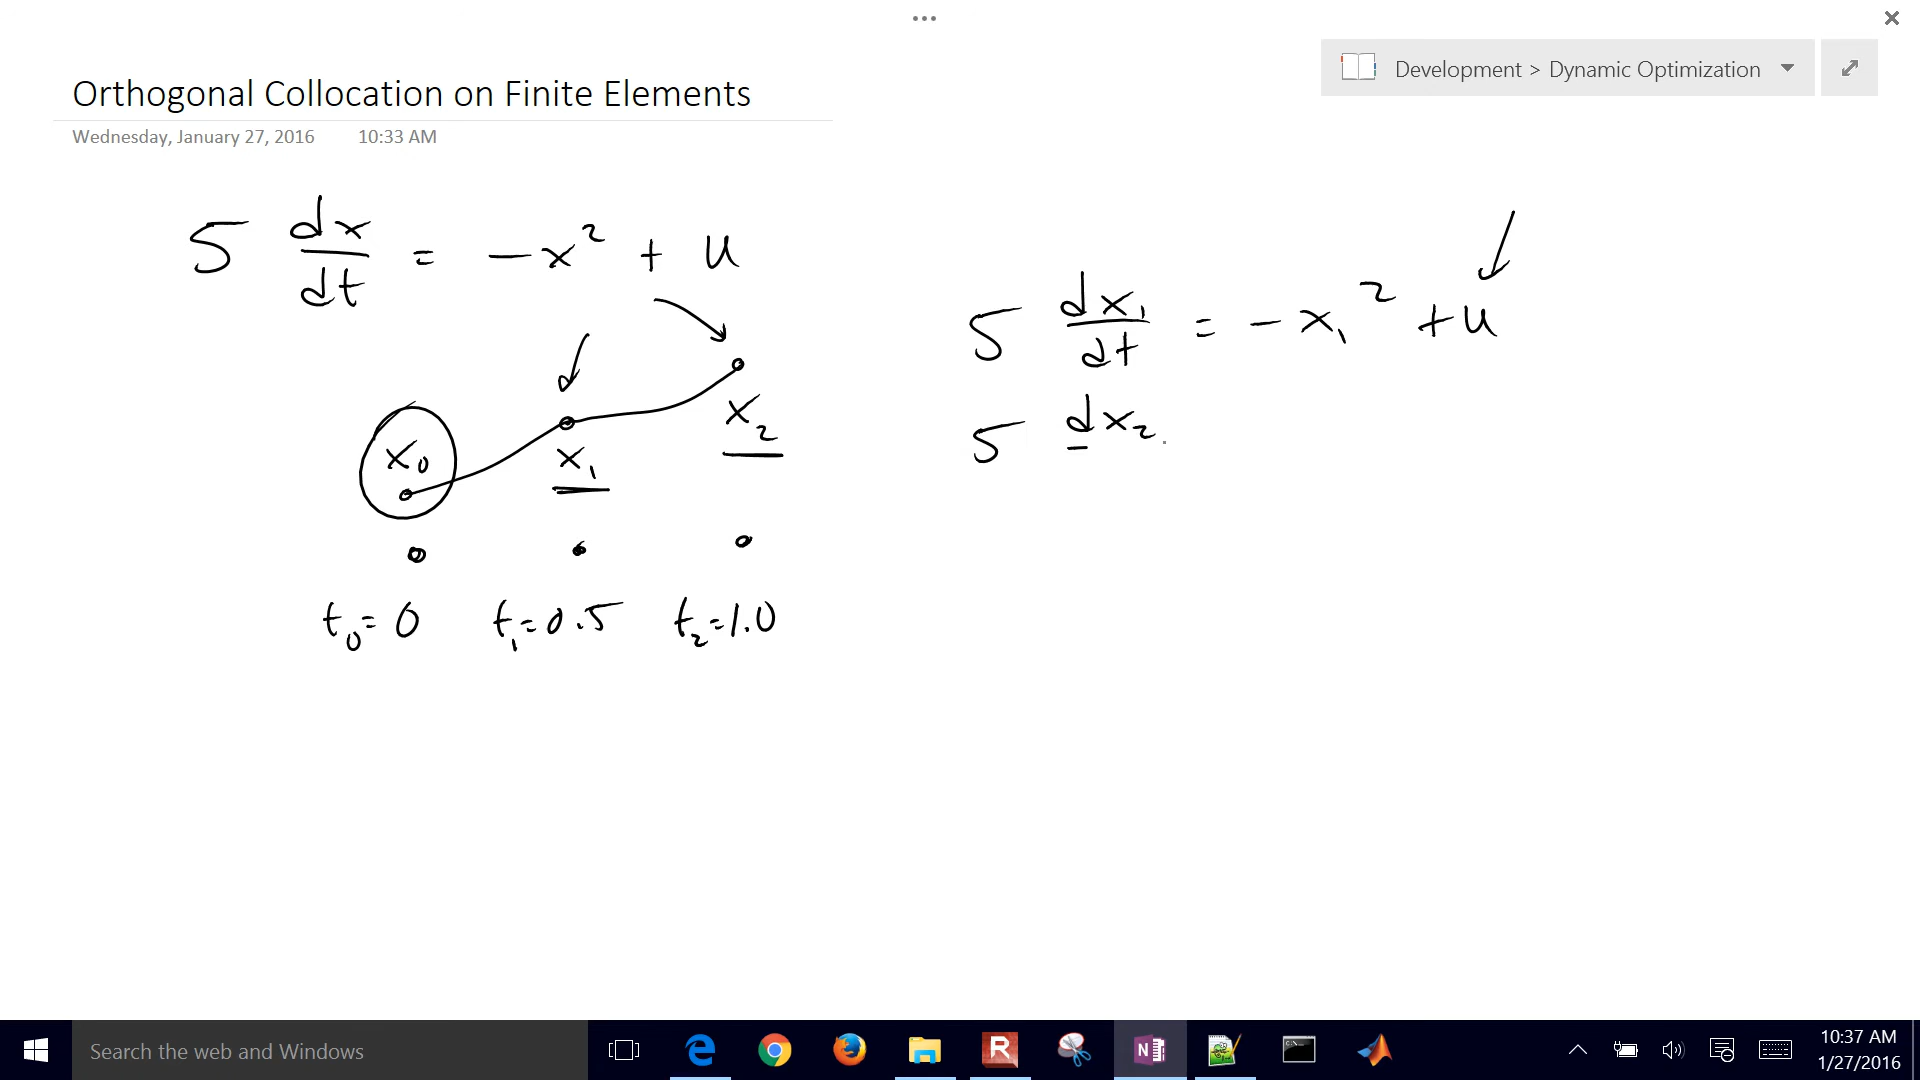 Development > Dynamic Optimization
Orthogonal Collocation on Finite Elements
Wednesday, January 27, 2016 10:33 AM
5 dx/dt = -x² + u
x₀
x₁
x₂
t₀=0 t₁=0.5 t₂=1.0
5 dx₁/dt = -x₁² + u
5 dx₂
Search the web and Windows
10:37 AM
1/27/2016